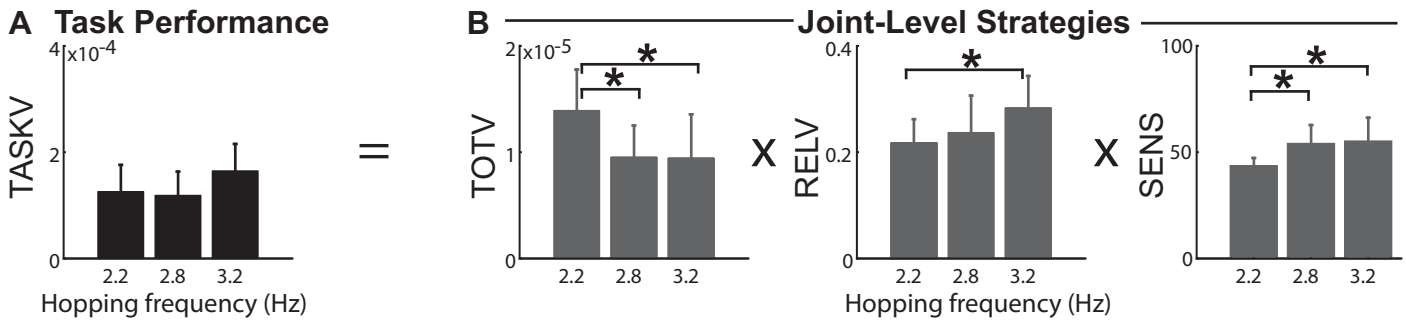 A Task Performance
B Joint-Level Strategies
4 x10-4
2
0
TASKV
2.2 2.8 3.2
Hopping frequency (Hz)
=
2 x10-5
1
0
TOTV
* *
2.2 2.8 3.2
x
0.4
0.2
0
RELV
*
2.2 2.8 3.2
Hopping frequency (Hz)
x
100
50
0
SENS
* *
2.2 2.8 3.2